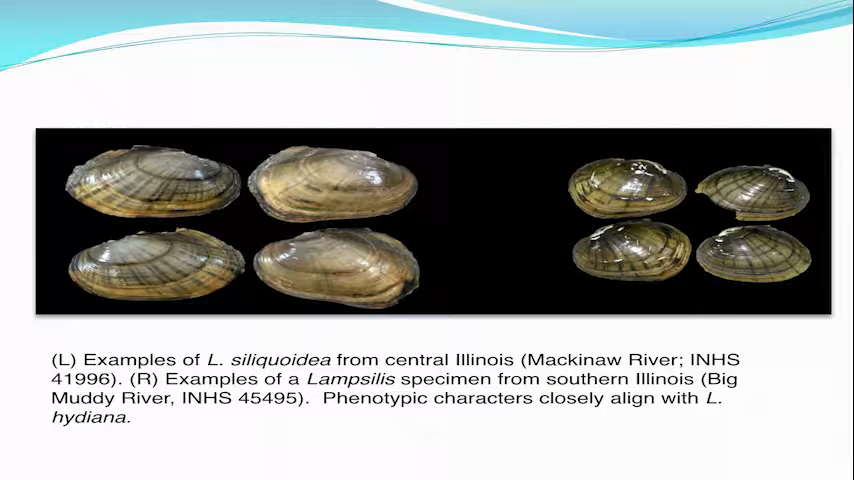 (L) Examples of L. siliquoidea from central Illinois (Mackinaw River; INHS
41996). (R) Examples of a Lampsilis specimen from southern Illinois (Big
Muddy River, INHS 45495).  Phenotypic characters closely align with L.
hydiana.